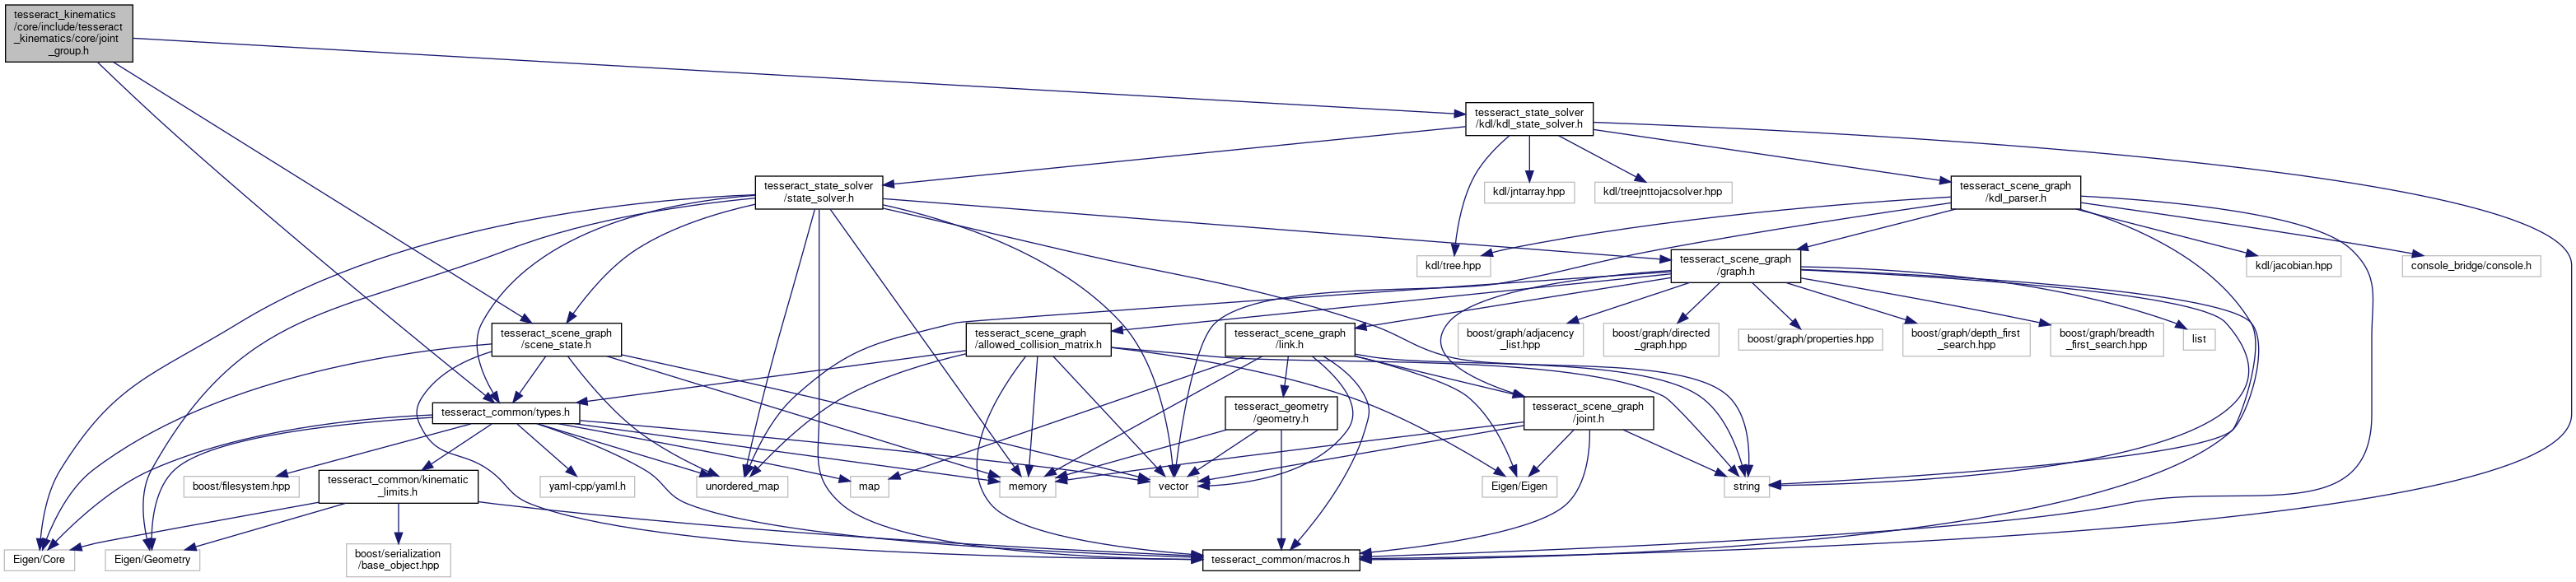 tesseract_kinematics
/core/include/tesseract
_kinematics/core/joint
_group.h
tesseract_state_solver
/kdl/kdl_state_solver.h
tesseract_state_solver
/state_solver.h
kdl/jntarray.hpp
kdl/treejnttojacsolver.hpp
tesseract_scene_graph
/kdl_parser.h
kdl/tree.hpp
tesseract_scene_graph
/graph.h
kdl/jacobian.hpp
console_bridge/console.h
tesseract_scene_graph
/scene_state.h
tesseract_scene_graph
/allowed_collision_matrix.h
tesseract_scene_graph
/link.h
boost/graph/adjacency
_list.hpp
boost/graph/directed
_graph.hpp
boost/graph/properties.hpp
boost/graph/depth_first
_search.hpp
boost/graph/breadth
_first_search.hpp
list
tesseract_common/types.h
tesseract_geometry
/geometry.h
tesseract_scene_graph
/joint.h
boost/filesystem.hpp
tesseract_common/kinematic
_limits.h
yaml-cpp/yaml.h
unordered_map
map
memory
vector
Eigen/Eigen
string
Eigen/Core
Eigen/Geometry
boost/serialization
/base_object.hpp
tesseract_common/macros.h